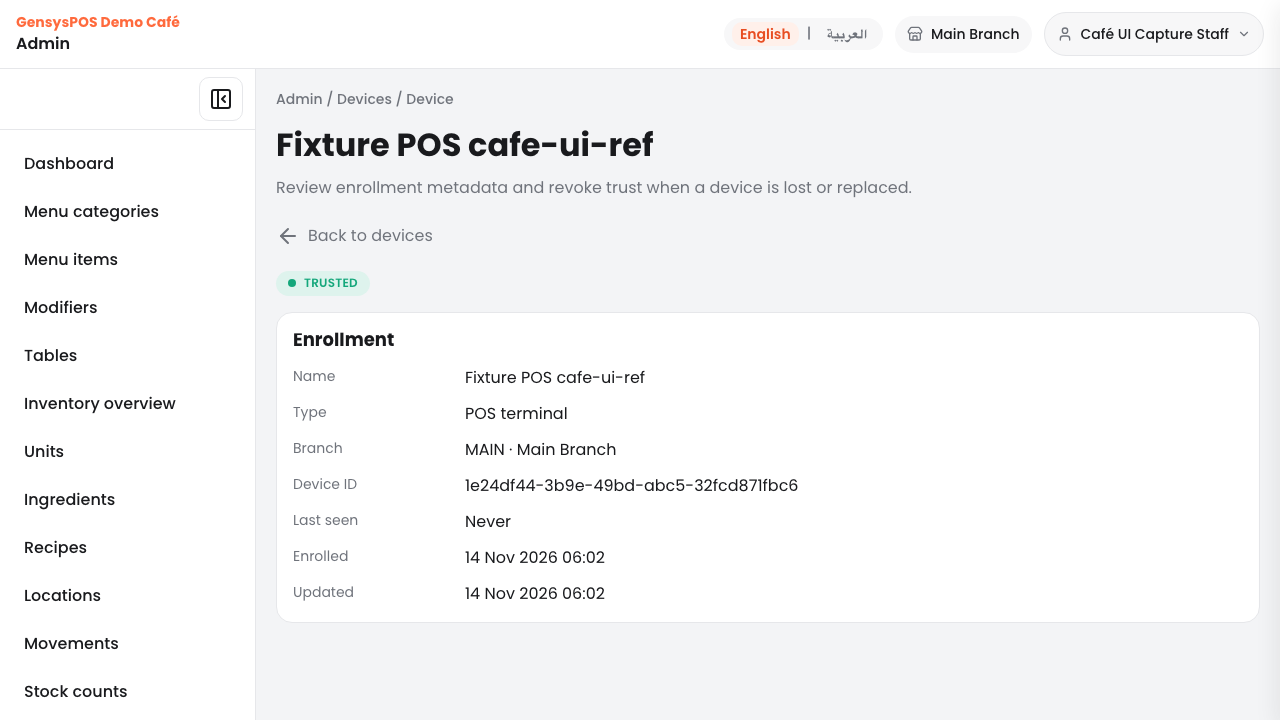 GensysPOS Demo Café
Admin
English | العربية
Main Branch
Café UI Capture Staff
Dashboard
Menu categories
Menu items
Modifiers
Tables
Inventory overview
Units
Ingredients
Recipes
Locations
Movements
Stock counts
Admin / Devices / Device
Fixture POS cafe-ui-ref
Review enrollment metadata and revoke trust when a device is lost or replaced.
Back to devices
TRUSTED
Enrollment
Name Fixture POS cafe-ui-ref
Type POS terminal
Branch MAIN · Main Branch
Device ID 1e24df44-3b9e-49bd-abc5-32fcd871fbc6
Last seen Never
Enrolled 14 Nov 2026 06:02
Updated 14 Nov 2026 06:02